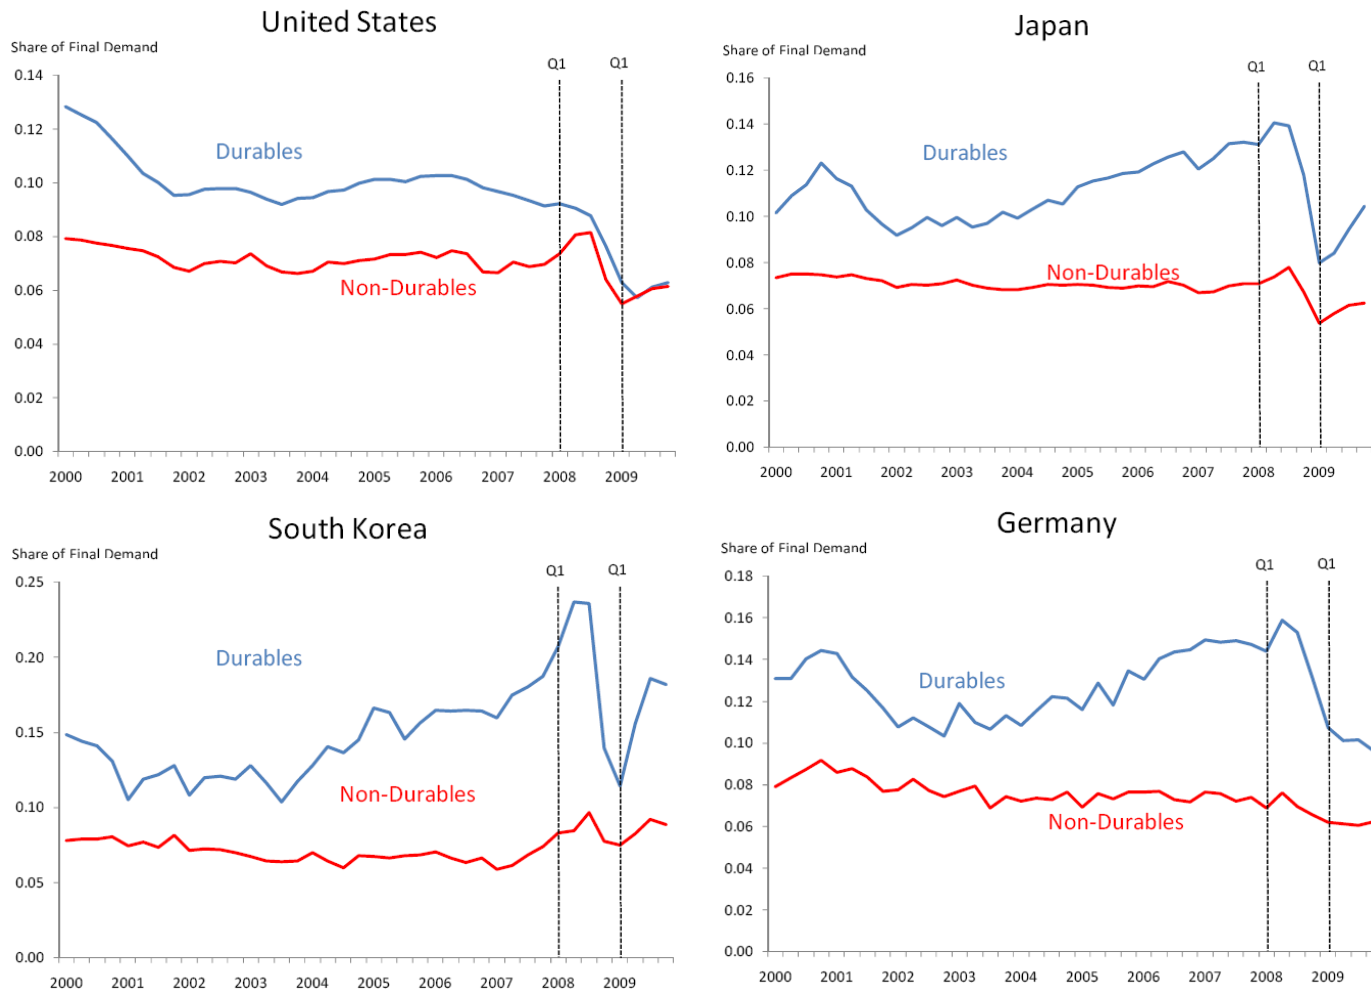 United States
Share of Final Demand
Q1 Q1
0.14
0.12
0.10
0.08
0.06
0.04
0.02
0.00
Durables
Non-Durables
2000 2001 2002 2003 2004 2005 2006 2007 2008 2009
Japan
Share of Final Demand
Q1 Q1
0.16
0.14
0.12
0.10
0.08
0.06
0.04
0.02
0.00
Durables
Non-Durables
2000 2001 2002 2003 2004 2005 2006 2007 2008 2009
South Korea
Share of Final Demand
Q1 Q1
0.25
0.20
0.15
0.10
0.05
0.00
Durables
Non-Durables
2000 2001 2002 2003 2004 2005 2006 2007 2008 2009
Germany
Share of Final Demand
Q1 Q1
0.18
0.16
0.14
0.12
0.10
0.08
0.06
0.04
0.02
0.00
Durables
Non-Durables
2000 2001 2002 2003 2004 2005 2006 2007 2008 2009